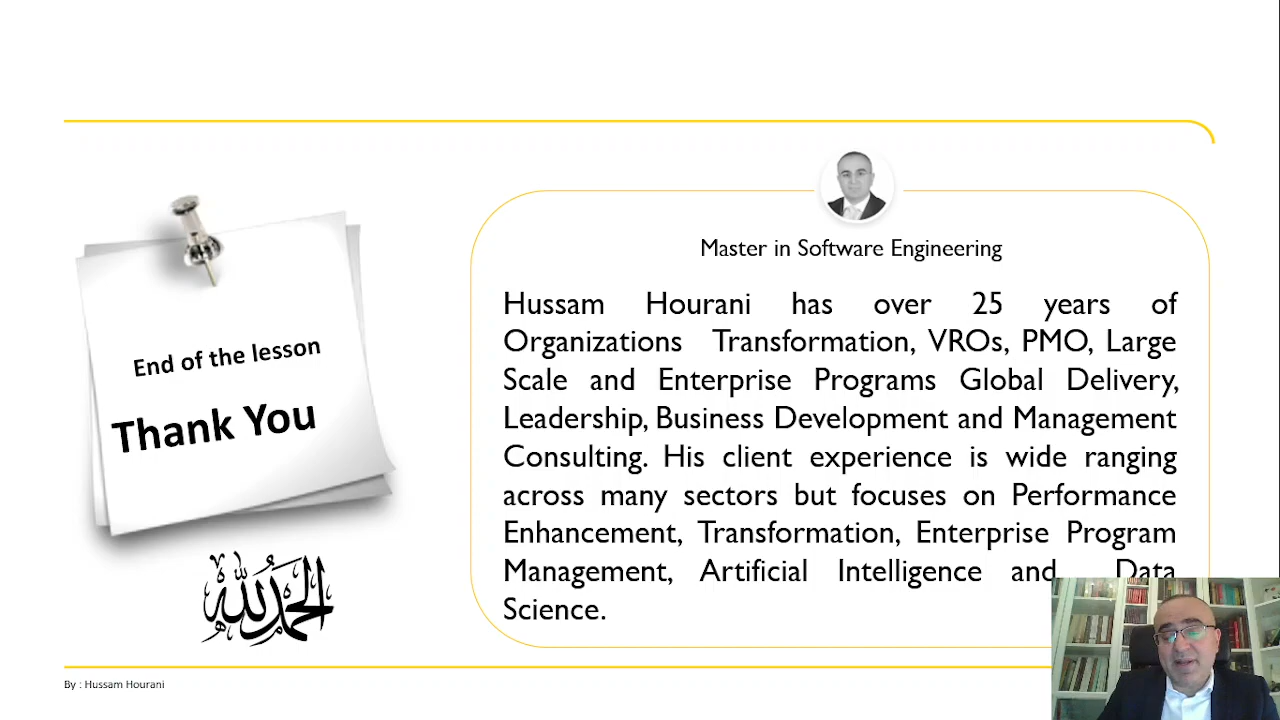 End of the lesson
Thank You
الحمد لله
Master in Software Engineering
Hussam Hourani has over 25 years of
Organizations Transformation, VROs, PMO, Large
Scale and Enterprise Programs Global Delivery,
Leadership, Business Development and Management
Consulting. His client experience is wide ranging
across many sectors but focuses on Performance
Enhancement, Transformation, Enterprise Program
Management, Artificial Intelligence and Data
Science.
By : Hussam Hourani